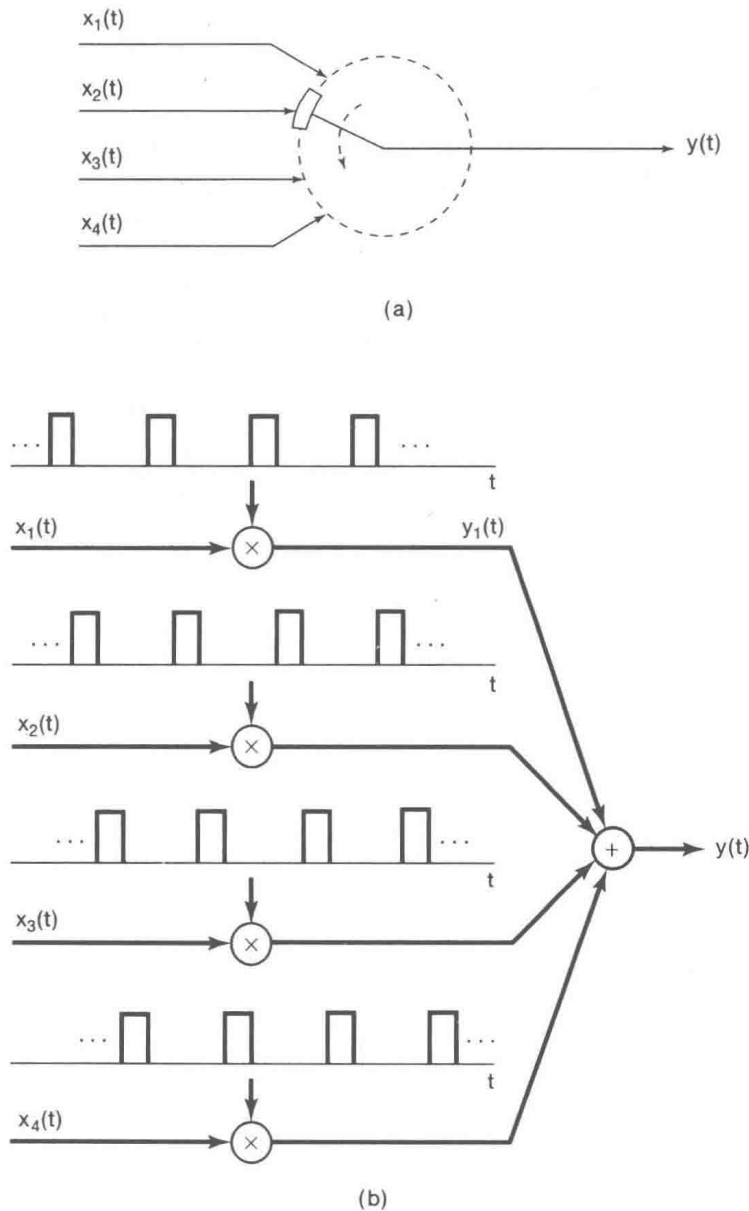 x₁(t)
x₂(t)
x₃(t)
x₄(t)
y(t)
(a)
... ...
t
x₁(t) y₁(t)
... ...
t
x₂(t)
... ...
t
x₃(t)
y(t)
... ...
t
x₄(t)
(b)